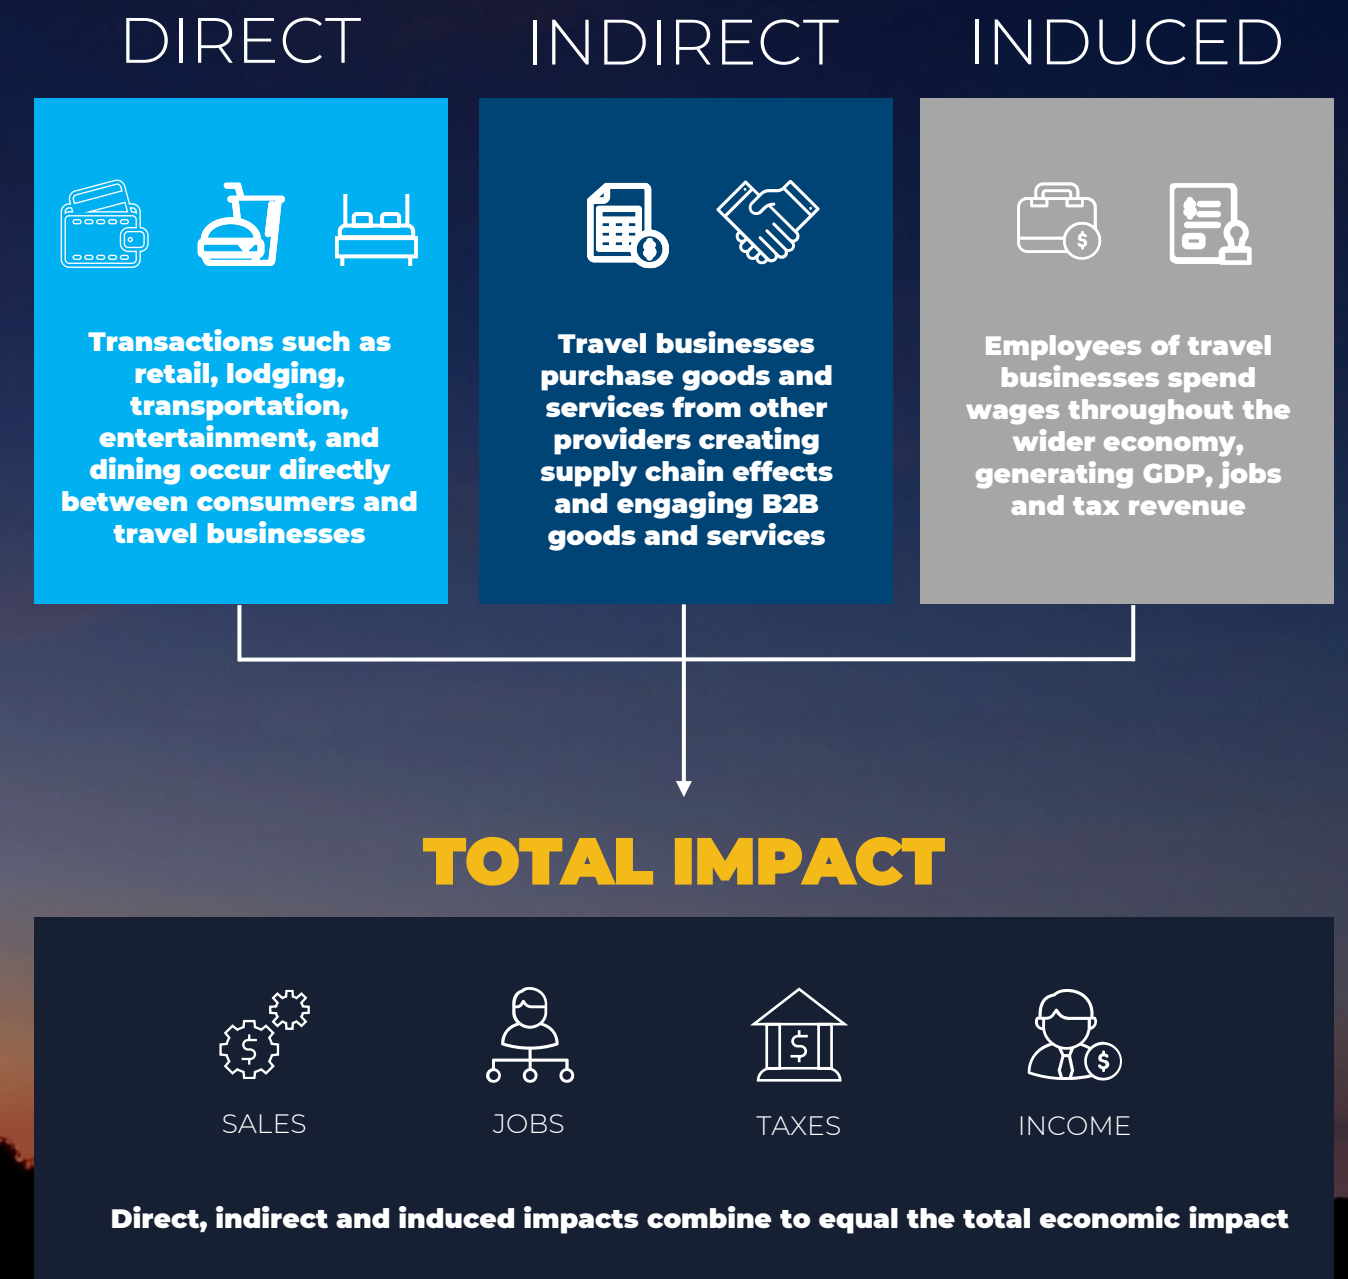 DIRECT
INDIRECT
INDUCED
Transactions such as
retail, lodging,
transportation,
entertainment, and
dining occur directly
between consumers and
travel businesses
Travel businesses
purchase goods and
services from other
providers creating
supply chain effects
and engaging B2B
goods and services
Employees of travel
businesses spend
wages throughout the
wider economy,
generating GDP, jobs
and tax revenue
TOTAL IMPACT
SALES
JOBS
TAXES
INCOME
Direct, indirect and induced impacts combine to equal the total economic impact